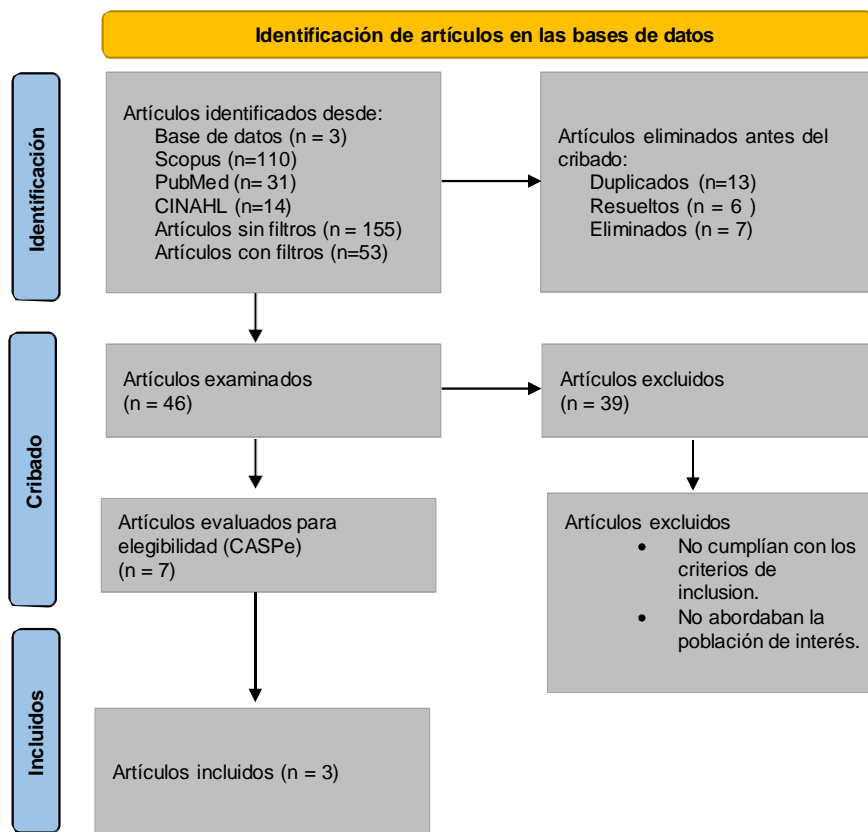 Identificación de artículos en las bases de datos
Identificación
Artículos identificados desde:
Base de datos (n = 3)
Scopus (n=110)
PubMed (n= 31)
CINAHL (n=14)
Artículos sin filtros (n = 155)
Artículos con filtros (n=53)
Artículos eliminados antes del
cribado:
Duplicados (n=13)
Resueltos (n = 6 )
Eliminados (n = 7)
Cribado
Artículos examinados
(n = 46)
Artículos excluidos
(n = 39)
Artículos evaluados para
elegibilidad (CASPe)
(n = 7)
Artículos excluidos
• No cumplían con los
criterios de
inclusion.
• No abordaban la
población de interés.
Incluidos
Artículos incluidos (n = 3)